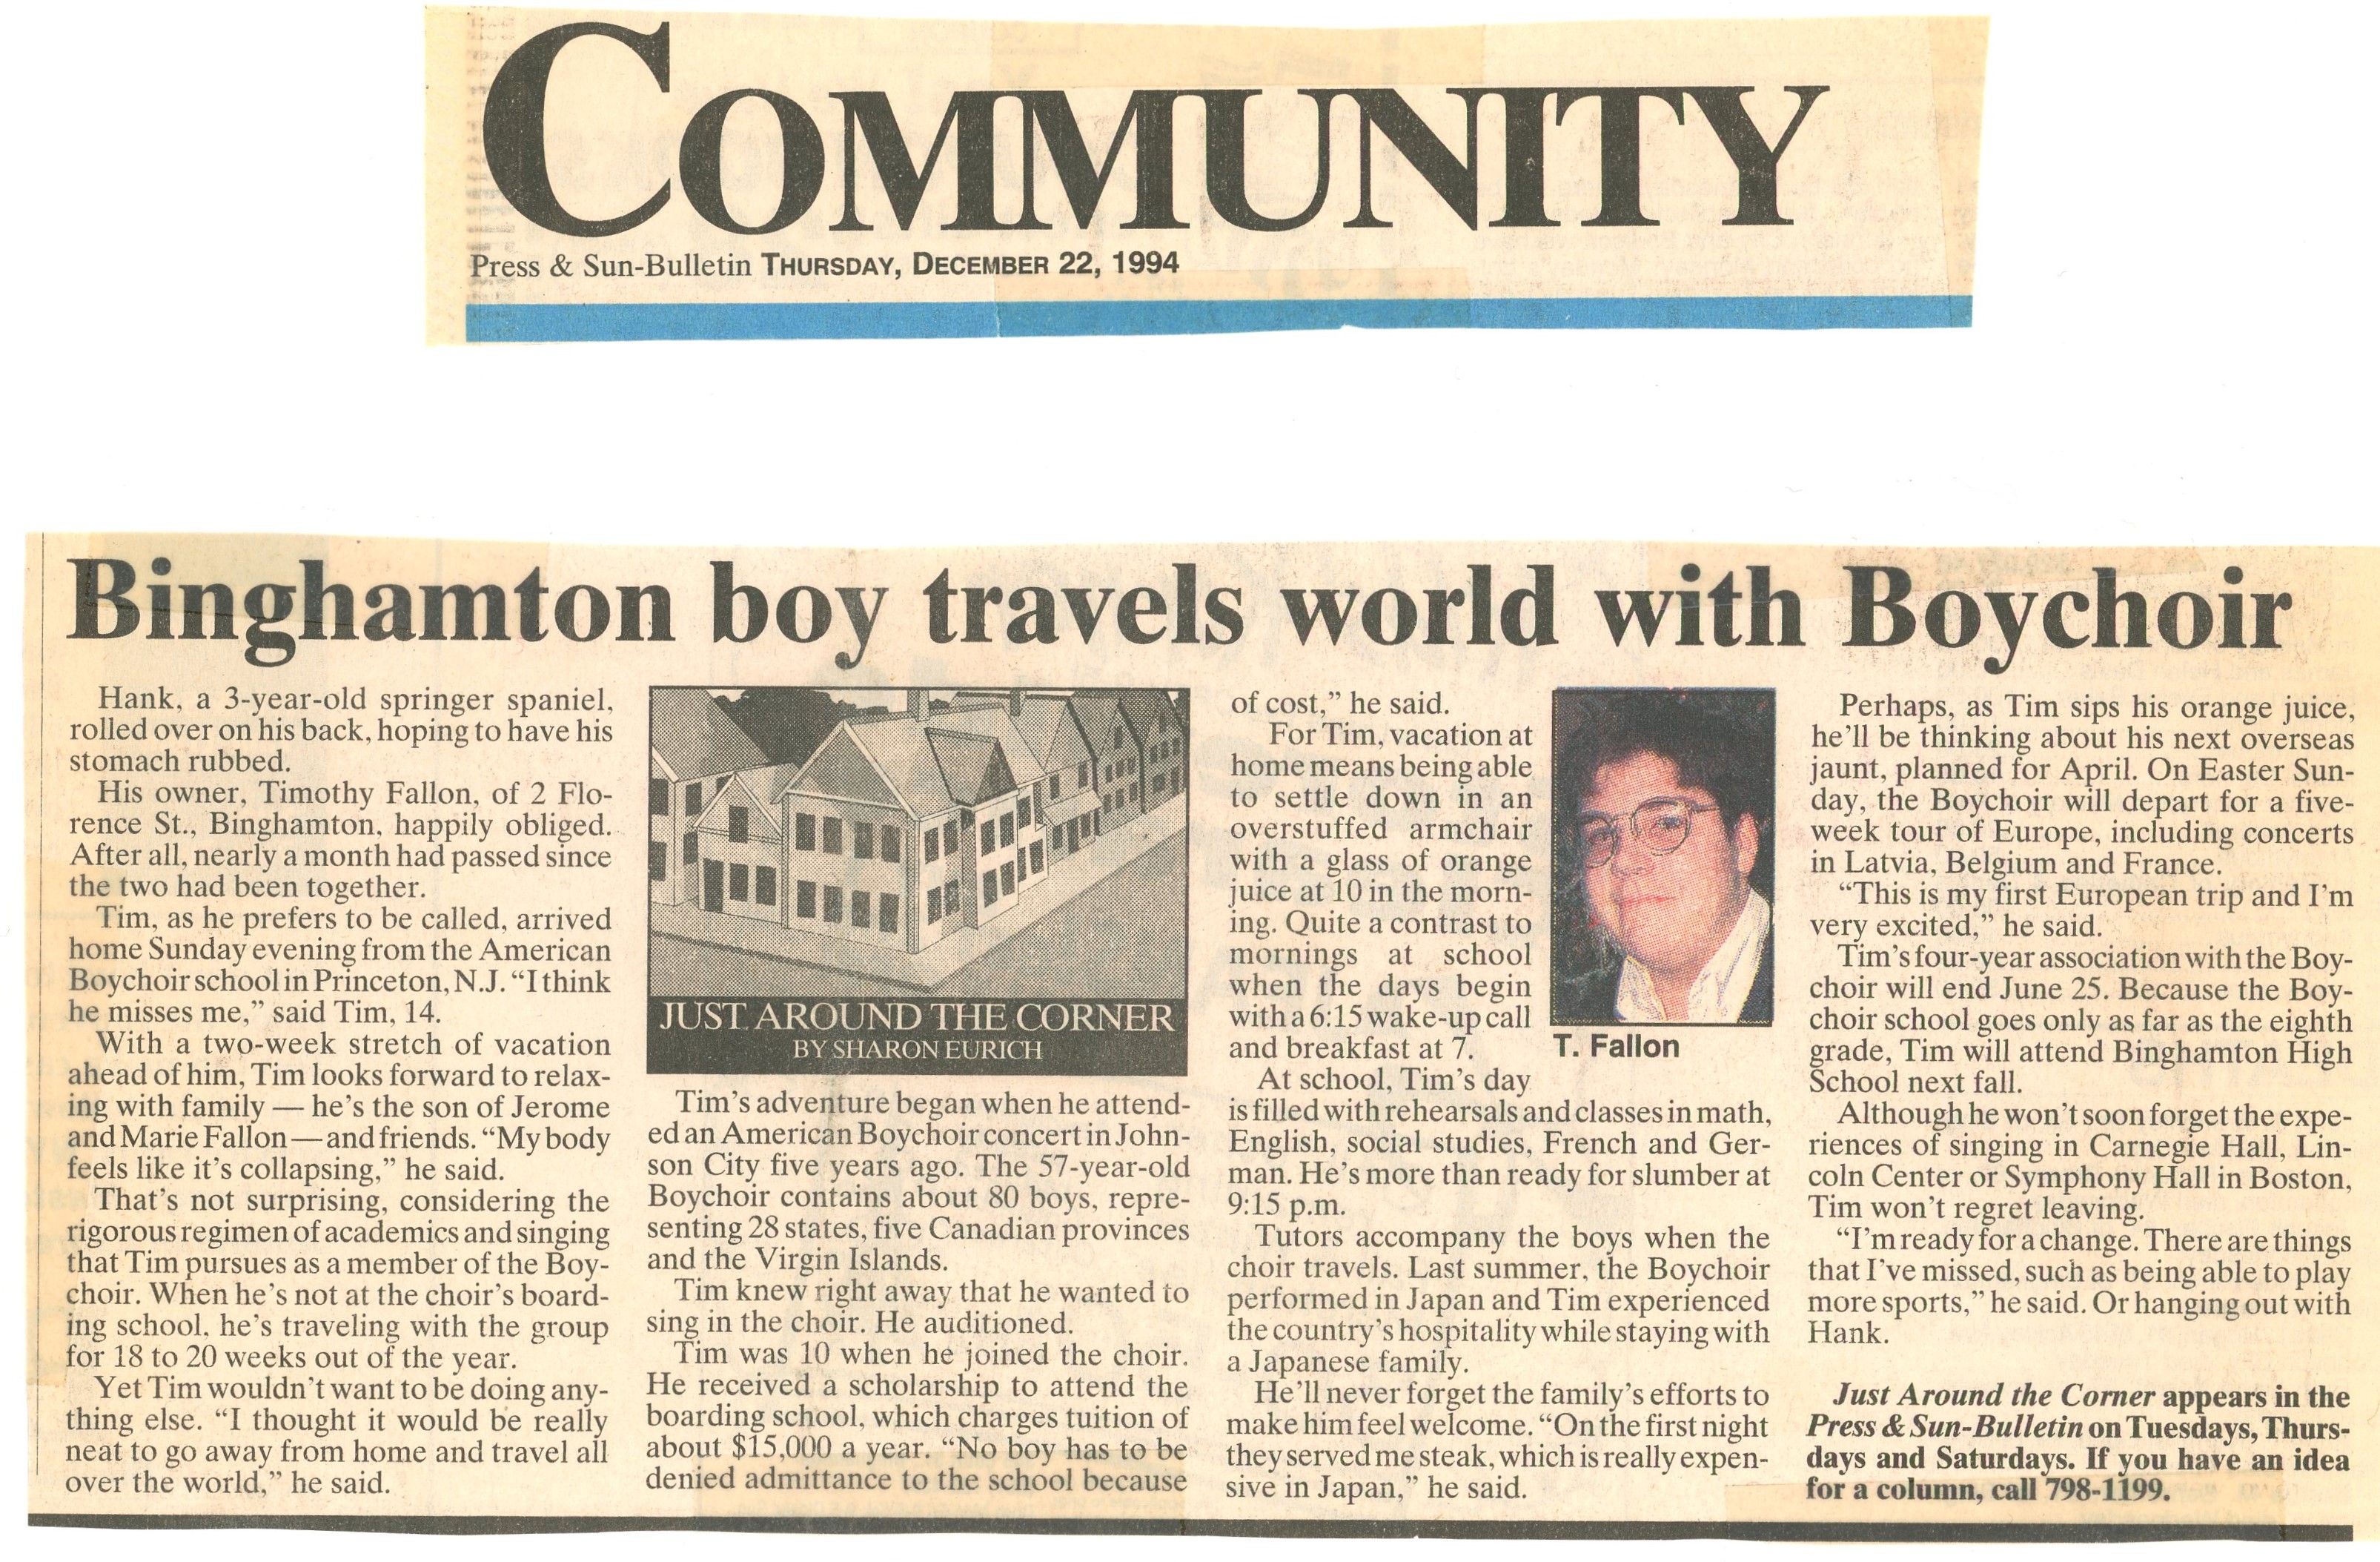 COMMUNITY
Press & Sun-Bulletin THURSDAY, DECEMBER 22, 1994
Binghamton boy travels world with Boychoir
Hank, a 3-year-old springer spaniel,
rolled over on his back, hoping to have his
stomach rubbed.
His owner, Timothy Fallon, of 2 Flo-
rence St., Binghamton, happily obliged.
After all, nearly a month had passed since
the two had been together.
Tim, as he prefers to be called, arrived
home Sunday evening from the American
Boychoir school in Princeton, N.J. “I think
he misses me,” said Tim, 14.
With a two-week stretch of vacation
ahead of him, Tim looks forward to relax-
ing with family — he's the son of Jerome
and Marie Fallon — and friends. “My body
feels like it's collapsing,” he said.
That's not surprising, considering the
rigorous regimen of academics and singing
that Tim pursues as a member of the Boy-
choir. When he's not at the choir's board-
ing school, he's traveling with the group
for 18 to 20 weeks out of the year.
Yet Tim wouldn't want to be doing any-
thing else. “I thought it would be really
neat to go away from home and travel all
over the world,” he said.
JUST AROUND THE CORNER
BY SHARON EURICH
Tim's adventure began when he attend-
ed an American Boychoir concert in John-
son City five years ago. The 57-year-old
Boychoir contains about 80 boys, repre-
senting 28 states, five Canadian provinces
and the Virgin Islands.
Tim knew right away that he wanted to
sing in the choir. He auditioned.
Tim was 10 when he joined the choir.
He received a scholarship to attend the
boarding school, which charges tuition of
about $15,000 a year. “No boy has to be
denied admittance to the school because
of cost,” he said.
For Tim, vacation at
home means being able
to settle down in an
overstuffed armchair
with a glass of orange
juice at 10 in the morn-
ing. Quite a contrast to
mornings at school
when the days begin
with a 6:15 wake-up call
and breakfast at 7.
T. Fallon
At school, Tim's day
is filled with rehearsals and classes in math,
English, social studies, French and Ger-
man. He's more than ready for slumber at
9:15 p.m.
Tutors accompany the boys when the
choir travels. Last summer, the Boychoir
performed in Japan and Tim experienced
the country's hospitality while staying with
a Japanese family.
He'll never forget the family's efforts to
make him feel welcome. “On the first night
they served me steak, which is really expen-
sive in Japan,” he said.
Perhaps, as Tim sips his orange juice,
he'll be thinking about his next overseas
jaunt, planned for April. On Easter Sun-
day, the Boychoir will depart for a five-
week tour of Europe, including concerts
in Latvia, Belgium and France.
“This is my first European trip and I'm
very excited,” he said.
Tim's four-year association with the Boy-
choir will end June 25. Because the Boy-
choir school goes only as far as the eighth
grade, Tim will attend Binghamton High
School next fall.
Although he won't soon forget the expe-
riences of singing in Carnegie Hall, Lin-
coln Center or Symphony Hall in Boston,
Tim won't regret leaving.
“I'm ready for a change. There are things
that I've missed, such as being able to play
more sports,” he said. Or hanging out with
Hank.
Just Around the Corner appears in the
Press & Sun-Bulletin on Tuesdays, Thurs-
days and Saturdays. If you have an idea
for a column, call 798-1199.